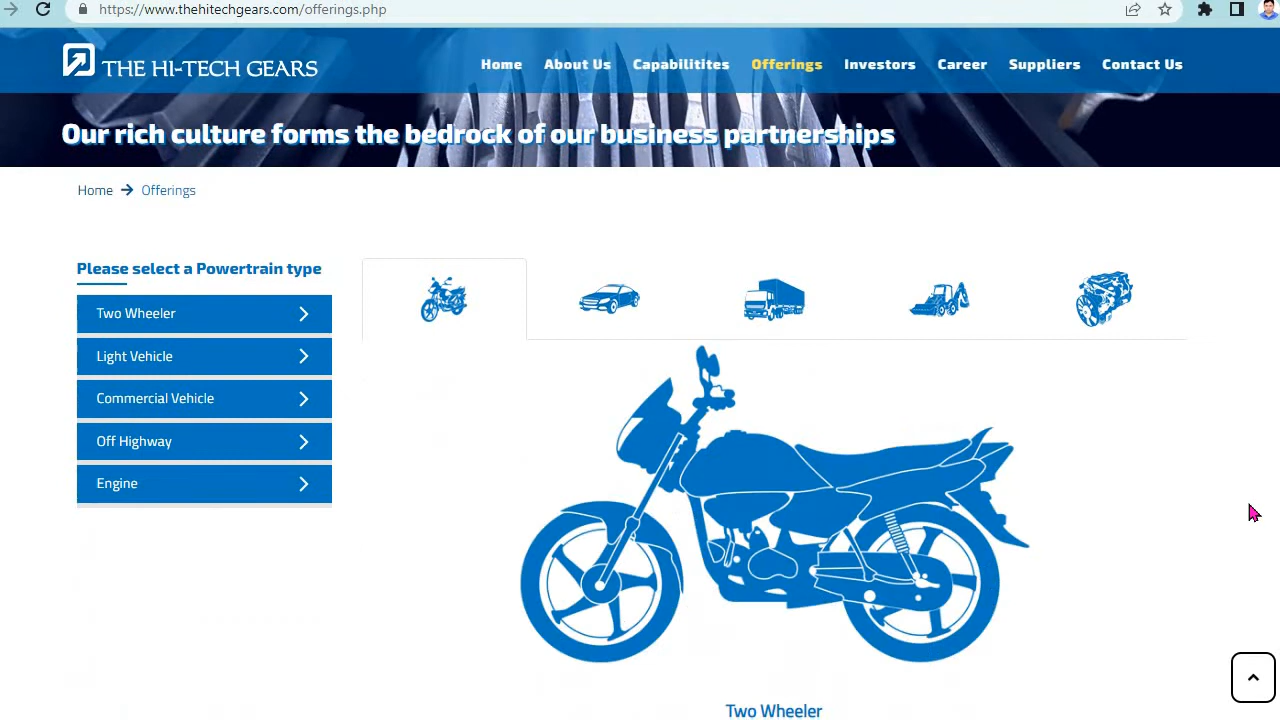 https://www.thehitechgears.com/offerings.php
THE HI-TECH GEARS
Home About Us Capabilitites Offerings Investors Career Suppliers Contact Us
Our rich culture forms the bedrock of our business partnerships
Home → Offerings
Please select a Powertrain type
Two Wheeler
Light Vehicle
Commercial Vehicle
Off Highway
Engine
Two Wheeler